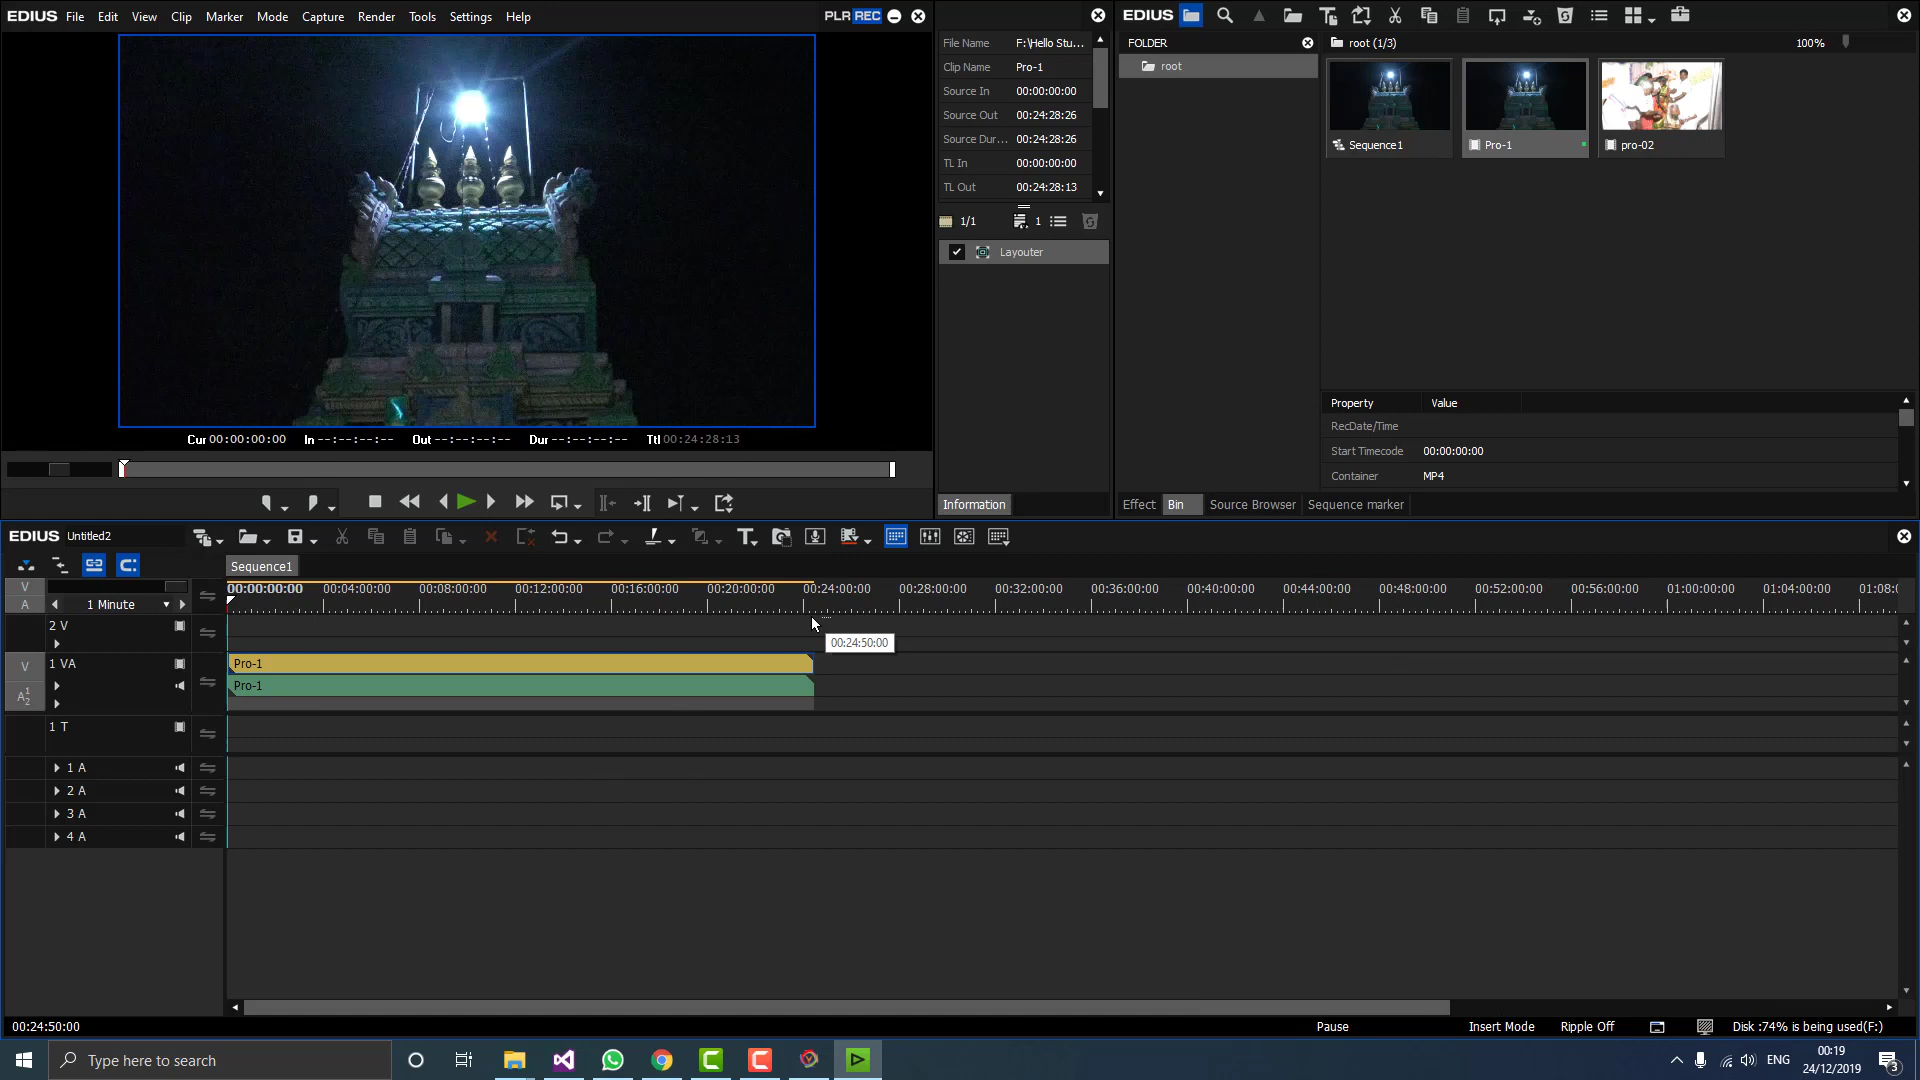 EDIUS File Edit View Clip Marker Mode Capture Render Tools Settings Help PLR REC
Cur 00:00:00:00 In --:--:--:-- Out --:--:--:-- Dur --:--:--:-- Ttl 00:24:28:13
File Name F:\Hello Stu...
Clip Name Pro-1
Source In 00:00:00:00
Source Out 00:24:28:26
Source Dur... 00:24:28:26
TL In 00:00:00:00
TL Out 00:24:28:13
1/1 1
Layouter
Information
EDIUS
FOLDER
root
root (1/3) 100%
Sequence1 Pro-1 pro-02
Property Value
RecDate/Time
Start Timecode 00:00:00:00
Container MP4
Effect Bin Source Browser Sequence marker
EDIUS Untitled2
Sequence1
V 00:00:00:00 00:04:00:00 00:08:00:00 00:12:00:00 00:16:00:00 00:20:00:00 00:24:00:00 00:28:00:00 00:32:00:00 00:36:00:00 00:40:00:00 00:44:00:00 00:48:00:00 00:52:00:00 00:56:00:00 01:00:00:00 01:04:00:00 01:08:
A 1 Minute
2 V
00:24:50:00
V 1 VA Pro-1
A 1 2 Pro-1
1 T
1 A
2 A
3 A
4 A
00:24:50:00 Pause Insert Mode Ripple Off Disk :74% is being used(F:)
Type here to search ENG 00:19
24/12/2019 3